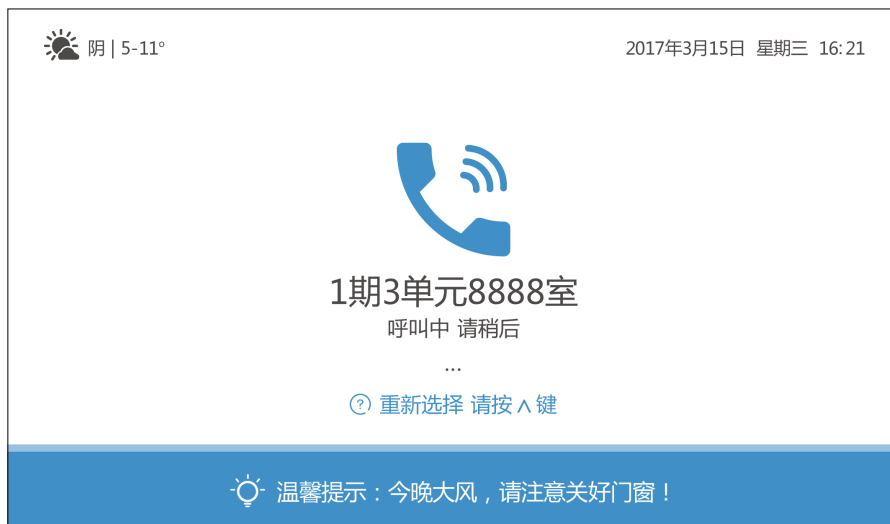 阴 | 5-11° 2017年3月15日 星期三 16:21
1期3单元8888室
呼叫中 请稍后
...
? 重新选择 请按∧键
温馨提示：今晚大风，请注意关好门窗！